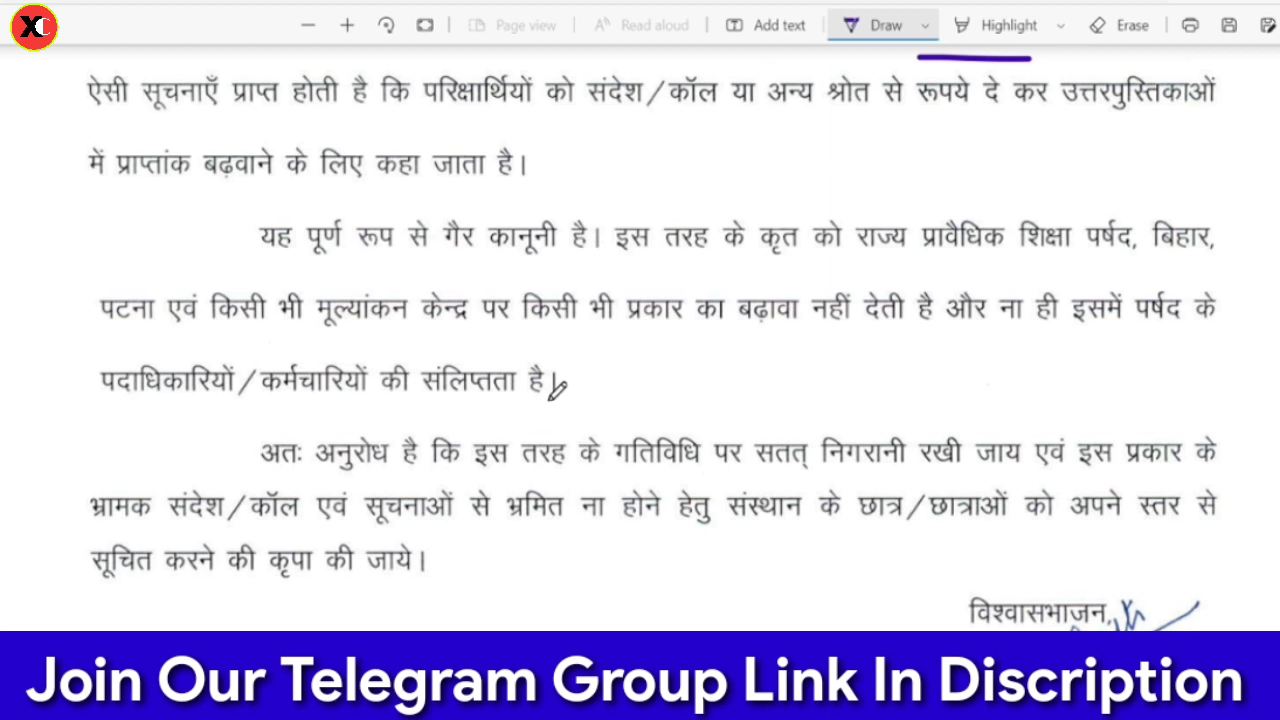 XC
Page view
Read aloud
Add text
Draw
Highlight
Erase
ऐसी सूचनाएँ प्राप्त होती है कि परिक्षार्थियों को संदेश/कॉल या अन्य श्रोत से रूपये दे कर उत्तरपुस्तिकाओं
में प्राप्तांक बढ़वाने के लिए कहा जाता है।
यह पूर्ण रूप से गैर कानूनी है। इस तरह के कृत को राज्य प्रावैधिक शिक्षा पर्षद, बिहार,
पटना एवं किसी भी मूल्यांकन केन्द्र पर किसी भी प्रकार का बढ़ावा नहीं देती है और ना ही इसमें पर्षद के
पदाधिकारियों/कर्मचारियों की संलिप्तता है।
अतः अनुरोध है कि इस तरह के गतिविधि पर सतत् निगरानी रखी जाय एवं इस प्रकार के
भ्रामक संदेश/कॉल एवं सूचनाओं से भ्रमित ना होने हेतु संस्थान के छात्र/छात्राओं को अपने स्तर से
सूचित करने की कृपा की जाये।
विश्वासभाजन,
Join Our Telegram Group Link In Discription